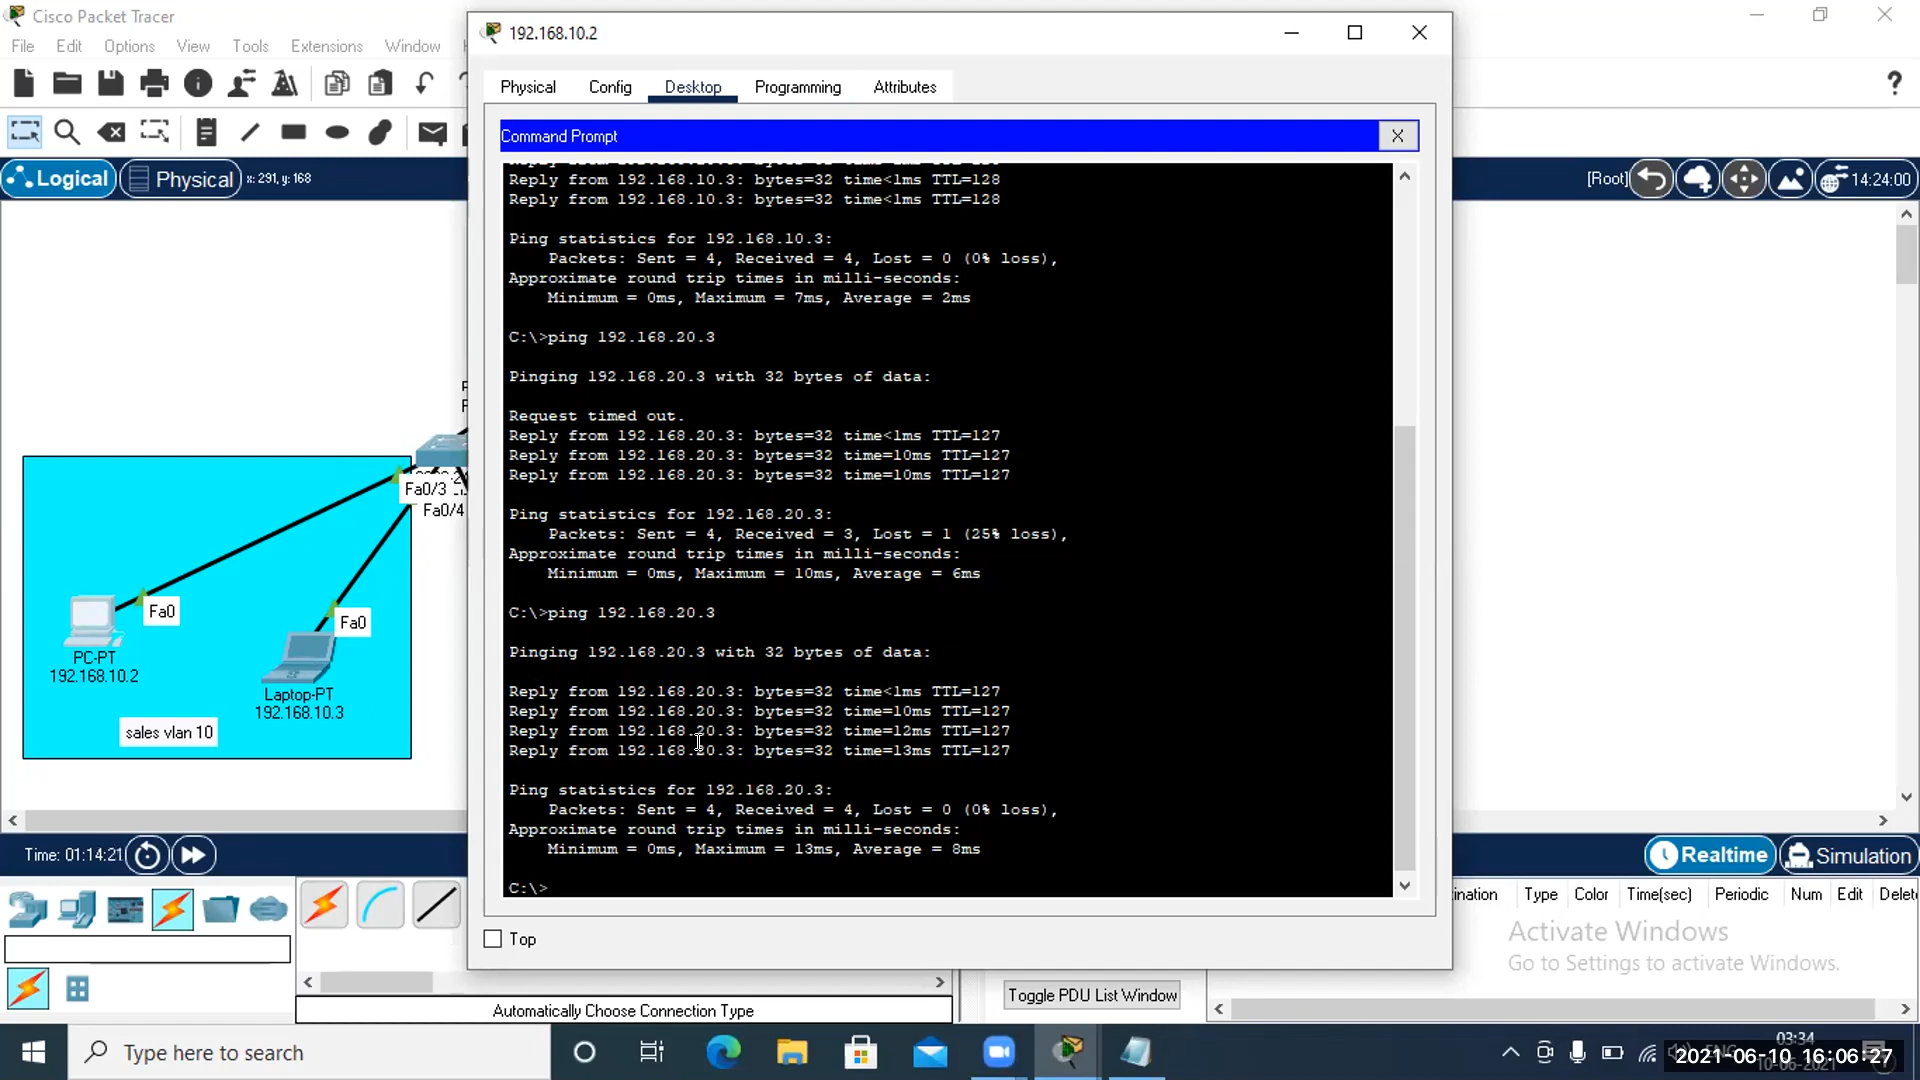 Cisco Packet Tracer
File Edit Options View Tools Extensions Window
Logical Physical x: 291, y: 168
[Root] 14:24:00
192.168.10.2
Physical Config Desktop Programming Attributes
Command Prompt X
Reply from 192.168.10.3: bytes=32 time<1ms TTL=128
Reply from 192.168.10.3: bytes=32 time<1ms TTL=128
Ping statistics for 192.168.10.3:
Packets: Sent = 4, Received = 4, Lost = 0 (0% loss),
Approximate round trip times in milli-seconds:
Minimum = 0ms, Maximum = 7ms, Average = 2ms
C:\>ping 192.168.20.3
Pinging 192.168.20.3 with 32 bytes of data:
Request timed out.
Reply from 192.168.20.3: bytes=32 time<1ms TTL=127
Reply from 192.168.20.3: bytes=32 time=10ms TTL=127
Reply from 192.168.20.3: bytes=32 time=10ms TTL=127
Ping statistics for 192.168.20.3:
Packets: Sent = 4, Received = 3, Lost = 1 (25% loss),
Approximate round trip times in milli-seconds:
Minimum = 0ms, Maximum = 10ms, Average = 6ms
C:\>ping 192.168.20.3
Pinging 192.168.20.3 with 32 bytes of data:
Reply from 192.168.20.3: bytes=32 time<1ms TTL=127
Reply from 192.168.20.3: bytes=32 time=10ms TTL=127
Reply from 192.168.20.3: bytes=32 time=12ms TTL=127
Reply from 192.168.20.3: bytes=32 time=13ms TTL=127
Ping statistics for 192.168.20.3:
Packets: Sent = 4, Received = 4, Lost = 0 (0% loss),
Approximate round trip times in milli-seconds:
Minimum = 0ms, Maximum = 13ms, Average = 8ms
C:\>
Top
Fa0/3
Fa0/4
Fa0
Fa0
PC-PT
192.168.10.2
Laptop-PT
192.168.10.3
sales vlan 10
Time: 01:14:21
Realtime Simulation
ination Type Color Time(sec) Periodic Num Edit Delet
Activate Windows
Go to Settings to activate Windows.
Toggle PDU List Window
Automatically Choose Connection Type
Type here to search
03:34
2021-06-10 16:06:27